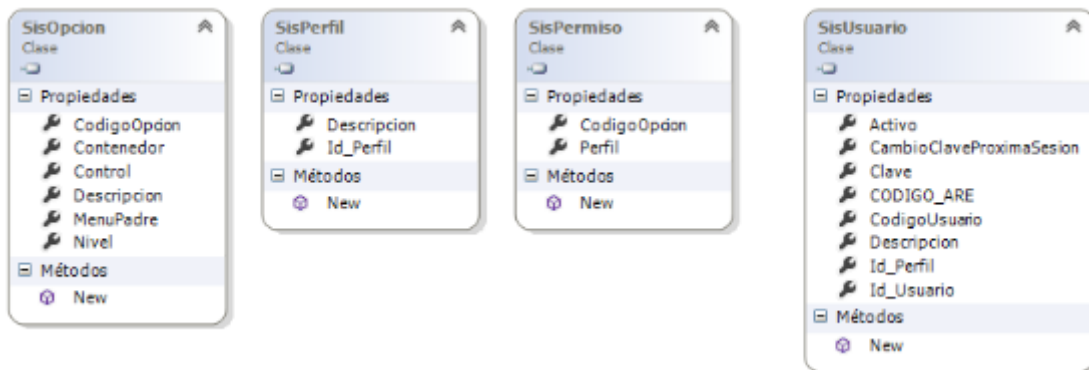 SisOpcion
Clase
Propiedades
CodigoOpcion
Contenedor
Control
Descripcion
MenuPadre
Nivel
Métodos
New
SisPerfil
Clase
Propiedades
Descripcion
Id_Perfil
Métodos
New
SisPermiso
Clase
Propiedades
CodigoOpcion
Perfil
Métodos
New
SisUsuario
Clase
Propiedades
Activo
CambioClaveProximaSesion
Clave
CODIGO_ARE
CodigoUsuario
Descripcion
Id_Perfil
Id_Usuario
Métodos
New